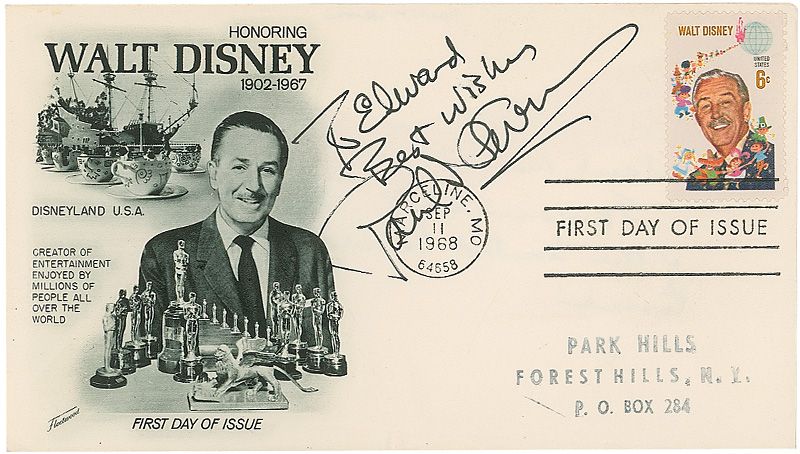 HONORING
WALT DISNEY
1902-1967
DISNEYLAND U.S.A.
CREATOR OF
ENTERTAINMENT
ENJOYED BY
MILLIONS OF
PEOPLE ALL
OVER THE
WORLD
Fleetwood
FIRST DAY OF ISSUE
To Edward
Best Wishes
MARCELINE, MO
SEP
11
1968
64658
WALT DISNEY
UNITED
STATES
6c
FIRST DAY OF ISSUE
PARK HILLS
FOREST HILLS, N. Y.
P. O. BOX 284